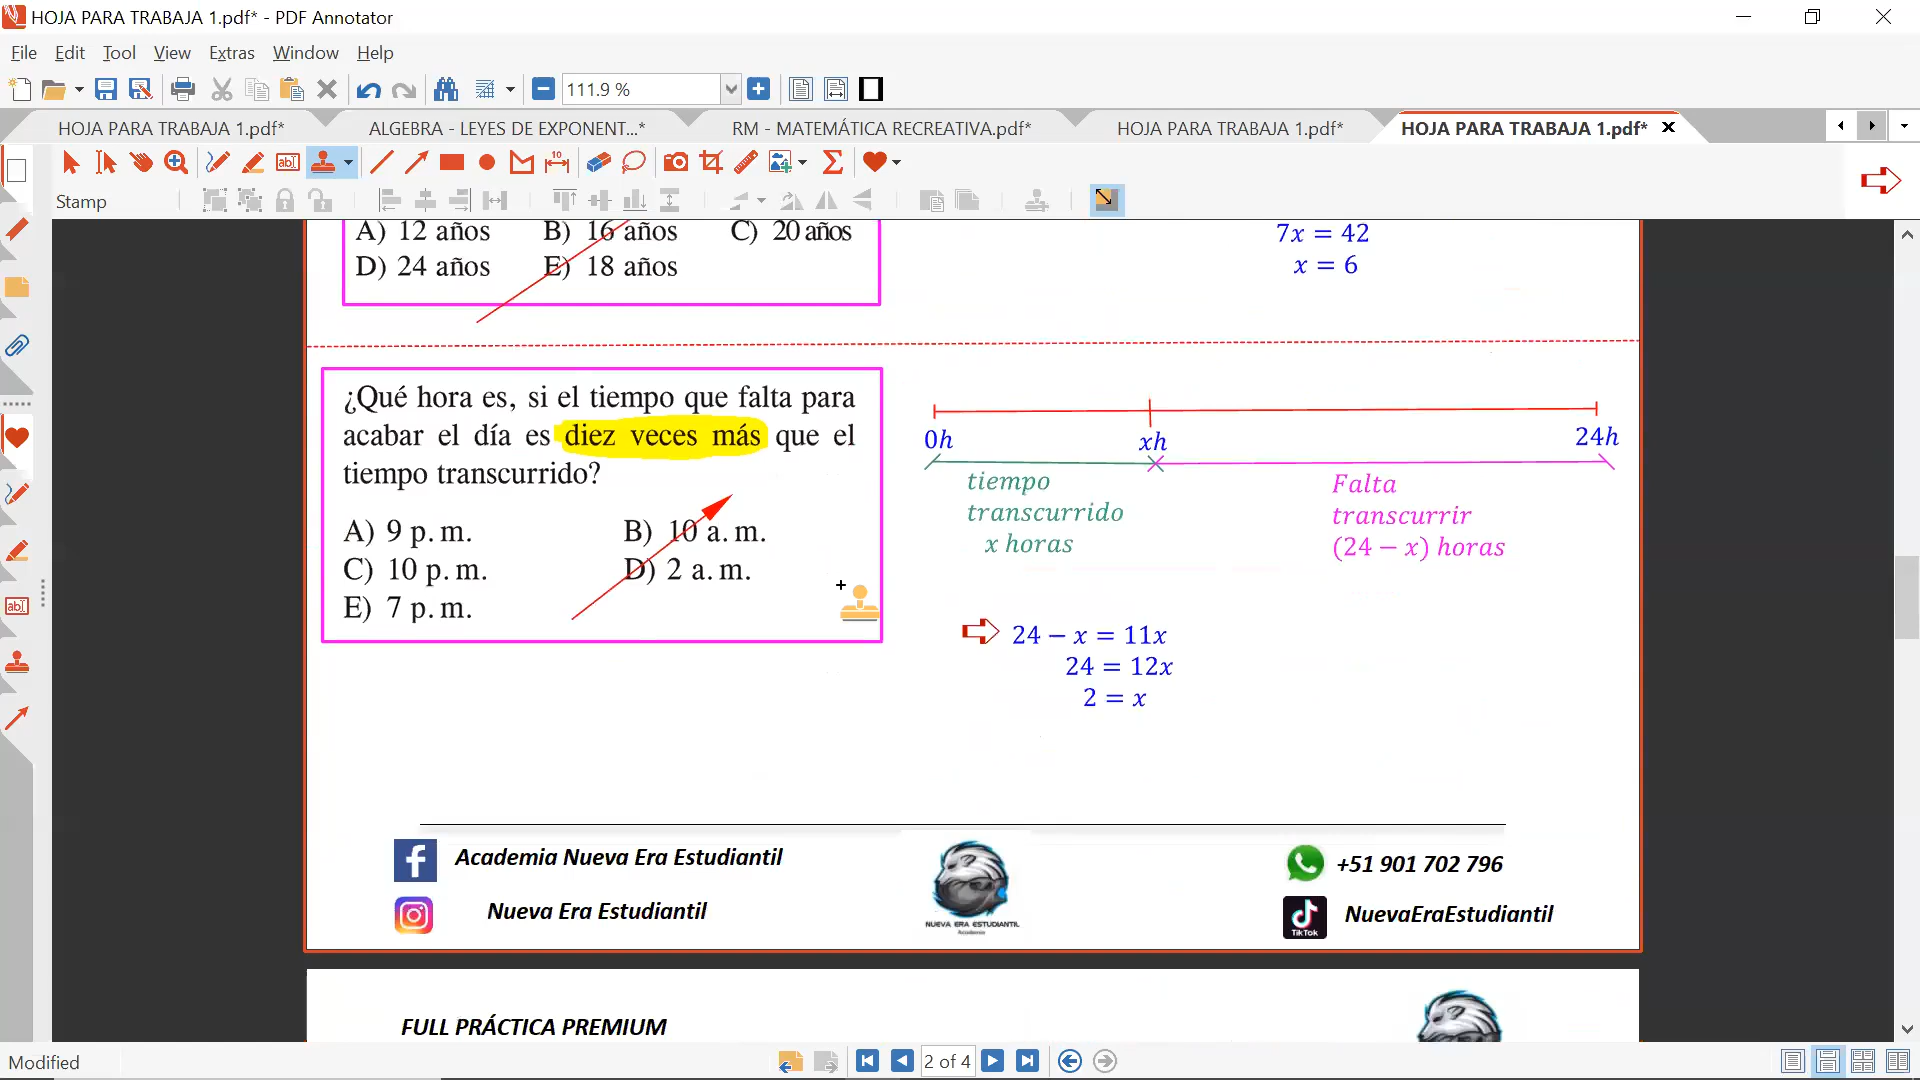 HOJA PARA TRABAJA 1.pdf* - PDF Annotator
File Edit Tool View Extras Window Help
111.9 %
HOJA PARA TRABAJA 1.pdf* ALGEBRA - LEYES DE EXPONENT...* RM - MATEMÁTICA RECREATIVA.pdf* HOJA PARA TRABAJA 1.pdf* HOJA PARA TRABAJA 1.pdf*
Stamp
A) 12 años B) 16 años C) 20 años
D) 24 años E) 18 años
7x = 42
x = 6
¿Qué hora es, si el tiempo que falta para
acabar el día es diez veces más que el
tiempo transcurrido?
A) 9 p. m. B) 10 a. m.
C) 10 p. m. D) 2 a. m.
E) 7 p. m.
0h xh 24h
tiempo
transcurrido
x horas
Falta
transcurrir
(24 − x) horas
24 − x = 11x
24 = 12x
2 = x
Academia Nueva Era Estudiantil
Nueva Era Estudiantil
NUEVA ERA ESTUDIANTIL
Academia
+51 901 702 796
TikTok
NuevaEraEstudiantil
FULL PRÁCTICA PREMIUM
Modified
2 of 4